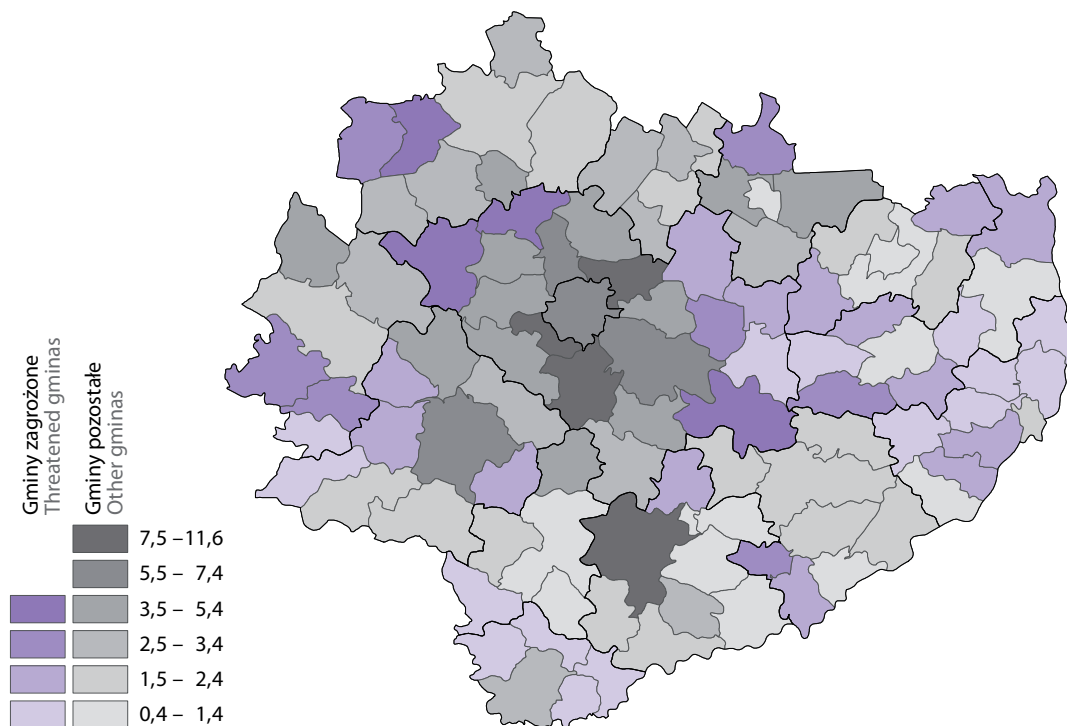 Gminy zagrożone
Threatened gminas
Gminy pozostałe
Other gminas
7,5 –11,6
5,5 – 7,4
3,5 – 5,4
2,5 – 3,4
1,5 – 2,4
0,4 – 1,4